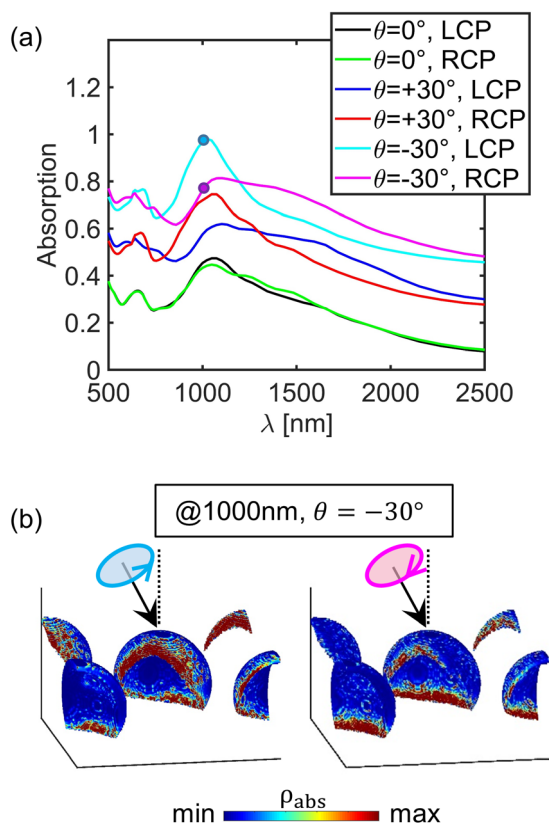 (a)
θ=0°, LCP
θ=0°, RCP
θ=+30°, LCP
θ=+30°, RCP
θ=-30°, LCP
θ=-30°, RCP
Absorption
1.2
1
0.8
0.6
0.4
0.2
0
500 1000 1500 2000 2500
λ [nm]
(b)
@1000nm, θ = −30°
ρabs
min max